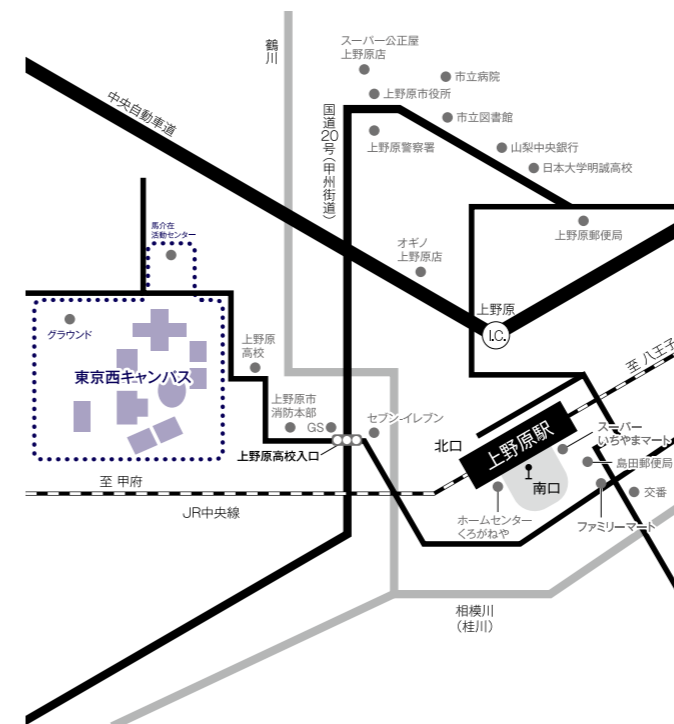 鶴川
スーパー公正屋
上野原店
市立病院
上野原市役所
中央自動車道
国道20号(甲州街道)
市立図書館
上野原警察署
山梨中央銀行
日本大学明誠高校
馬介在
活動センター
上野原郵便局
オギノ
上野原店
上野原
I.C.
グラウンド
上野原
高校
至 八王子
東京西キャンパス
上野原市
消防本部
GS
セブン-イレブン
上野原高校入口
北口
上野原駅
スーパー
いちやまマート
島田郵便局
至 甲府
南口
交番
JR中央線
ホームセンター
くろがねや
ファミリーマート
相模川
(桂川)